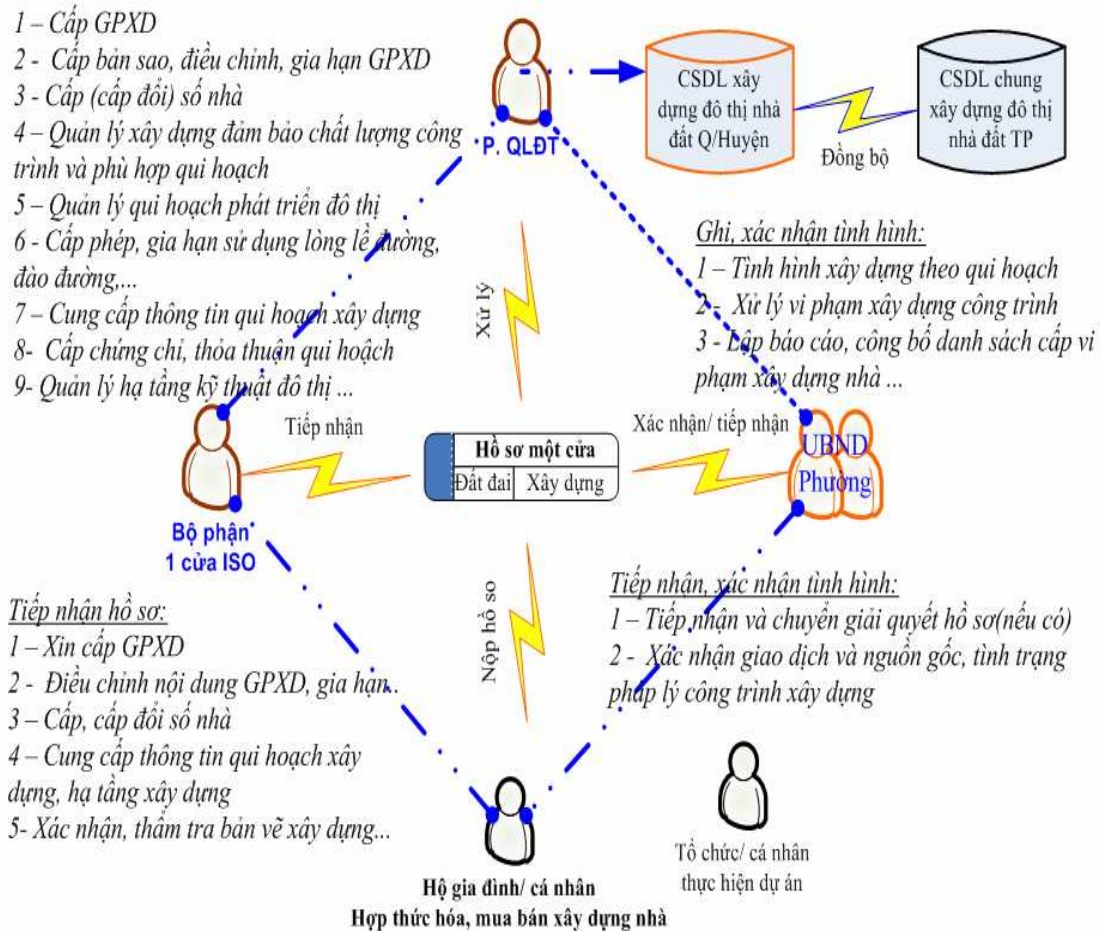 1 – Cấp GPXD
2 - Cấp bản sao, điều chỉnh, gia hạn GPXD
3 - Cấp (cấp đổi) số nhà
4 – Quản lý xây dựng đảm bảo chất lượng công
trình và phù hợp qui hoạch
5 – Quản lý qui hoạch phát triển đô thị
6 - Cấp phép, gia hạn sử dụng lòng lề đường,
đào đường,...
7 – Cung cấp thông tin qui hoạch xây dựng
8- Cấp chứng chỉ, thỏa thuận qui hoậch
9- Quản lý hạ tầng kỹ thuật đô thị ...
P. QLĐT
CSDL xây
dựng đô thị nhà
đất Q/Huyện
Đồng bộ
CSDL chung
xây dựng đô thị
nhà đất TP
Ghi, xác nhận tình hình:
1 – Tình hình xây dựng theo qui hoạch
2 - Xử lý vi phạm xây dựng công trình
3 - Lập báo cáo, công bố danh sách cấp vi
phạm xây dựng nhà ...
Xử lý
Tiếp nhận
Hồ sơ một cửa
Đất đai
Xây dựng
Xác nhận/ tiếp nhận
UBND
Phường
Bộ phận
1 cửa ISO
Nộp hồ so
Tiếp nhận hồ sơ:
1 – Xin cấp GPXD
2 - Điều chỉnh nội dung GPXD, gia hạn..
3 – Cấp, cấp đổi số nhà
4 – Cung cấp thông tin qui hoạch xây
dựng, hạ tầng xây dựng
5- Xác nhận, thẩm tra bản vẽ xây dựng...
Tiếp nhận, xác nhận tình hình:
1 – Tiếp nhận và chuyển giải quyết hồ sơ(nếu có)
2 - Xác nhận giao dịch và nguồn gốc, tình trạng
pháp lý công trình xây dựng
Hộ gia đình/ cá nhân
Hợp thức hóa, mua bán xây dựng nhà
Tổ chức/ cá nhân
thực hiện dự án